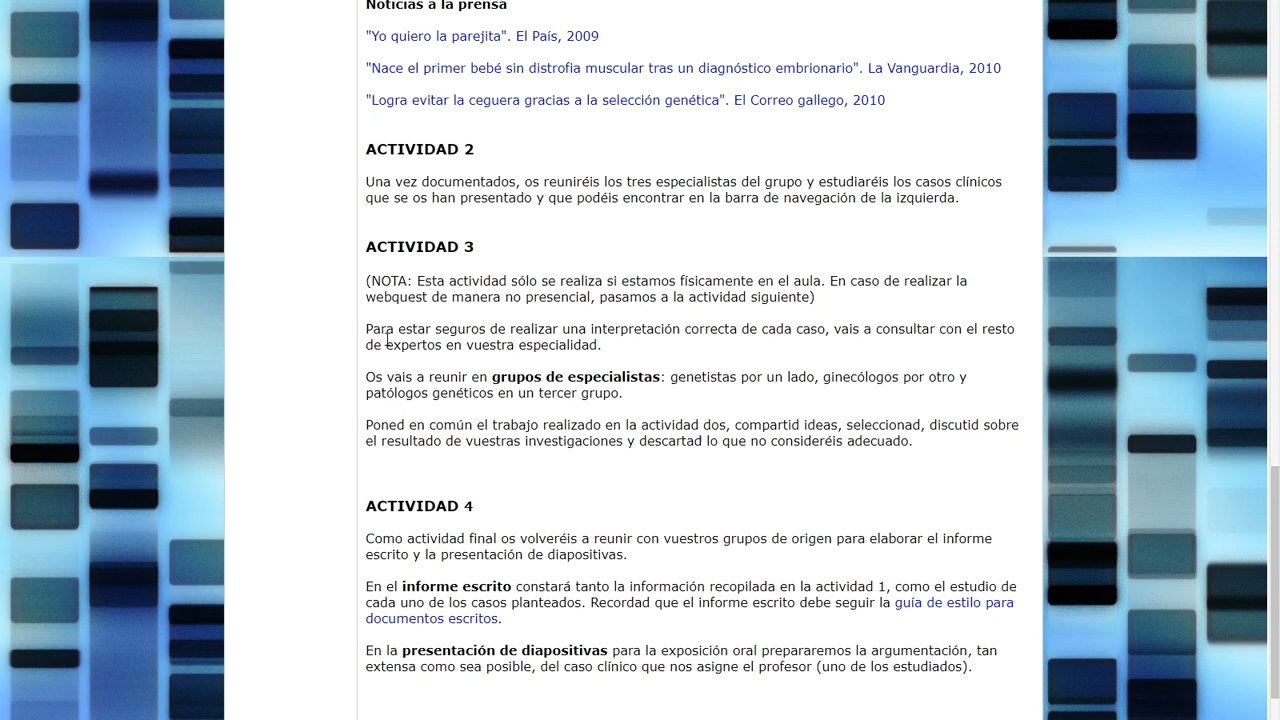 Noticias a la prensa
"Yo quiero la parejita". El País, 2009
"Nace el primer bebé sin distrofia muscular tras un diagnóstico embrionario". La Vanguardia, 2010
"Logra evitar la ceguera gracias a la selección genética". El Correo gallego, 2010
ACTIVIDAD 2
Una vez documentados, os reuniréis los tres especialistas del grupo y estudiaréis los casos clínicos
que se os han presentado y que podéis encontrar en la barra de navegación de la izquierda.
ACTIVIDAD 3
(NOTA: Esta actividad sólo se realiza si estamos físicamente en el aula. En caso de realizar la
webquest de manera no presencial, pasamos a la actividad siguiente)
Para estar seguros de realizar una interpretación correcta de cada caso, vais a consultar con el resto
de expertos en vuestra especialidad.
Os vais a reunir en grupos de especialistas: genetistas por un lado, ginecólogos por otro y
patólogos genéticos en un tercer grupo.
Poned en común el trabajo realizado en la actividad dos, compartid ideas, seleccionad, discutid sobre
el resultado de vuestras investigaciones y descartad lo que no consideréis adecuado.
ACTIVIDAD 4
Como actividad final os volveréis a reunir con vuestros grupos de origen para elaborar el informe
escrito y la presentación de diapositivas.
En el informe escrito constará tanto la información recopilada en la actividad 1, como el estudio de
cada uno de los casos planteados. Recordad que el informe escrito debe seguir la guía de estilo para
documentos escritos.
En la presentación de diapositivas para la exposición oral prepararemos la argumentación, tan
extensa como sea posible, del caso clínico que nos asigne el profesor (uno de los estudiados).